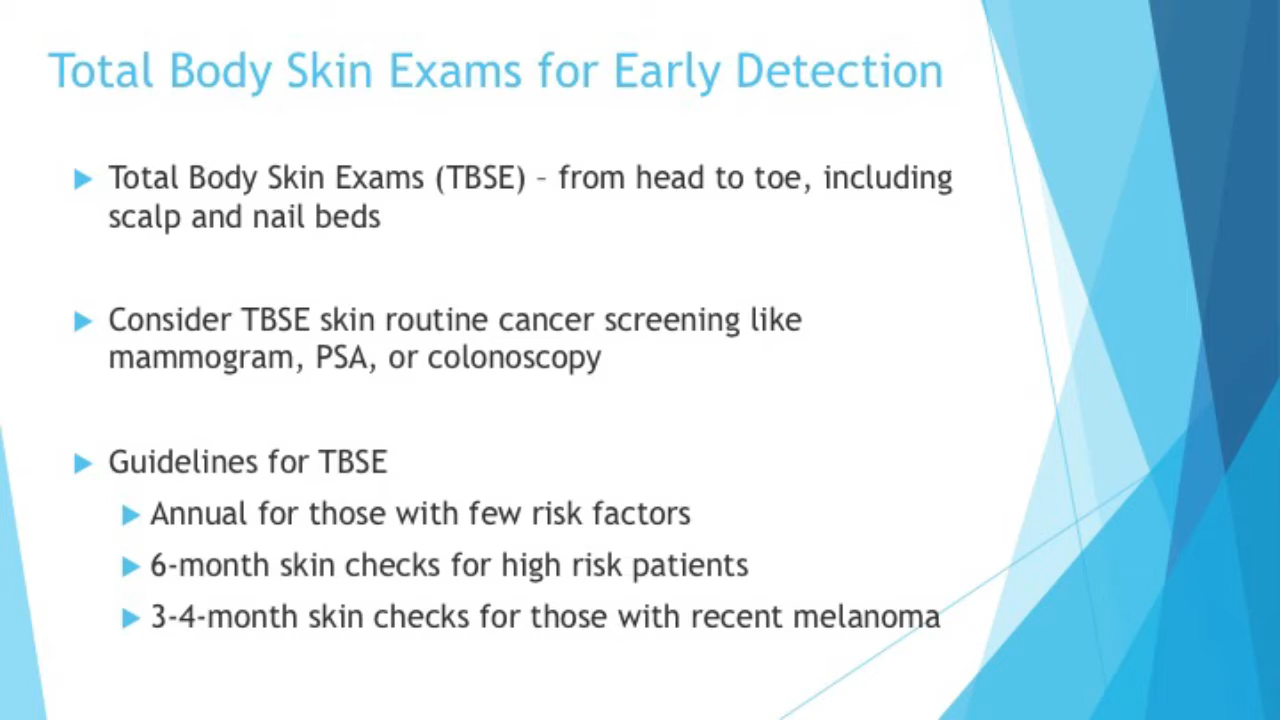 Total Body Skin Exams for Early Detection
Total Body Skin Exams (TBSE) – from head to toe, including
scalp and nail beds
Consider TBSE skin routine cancer screening like
mammogram, PSA, or colonoscopy
Guidelines for TBSE
Annual for those with few risk factors
6-month skin checks for high risk patients
3-4-month skin checks for those with recent melanoma